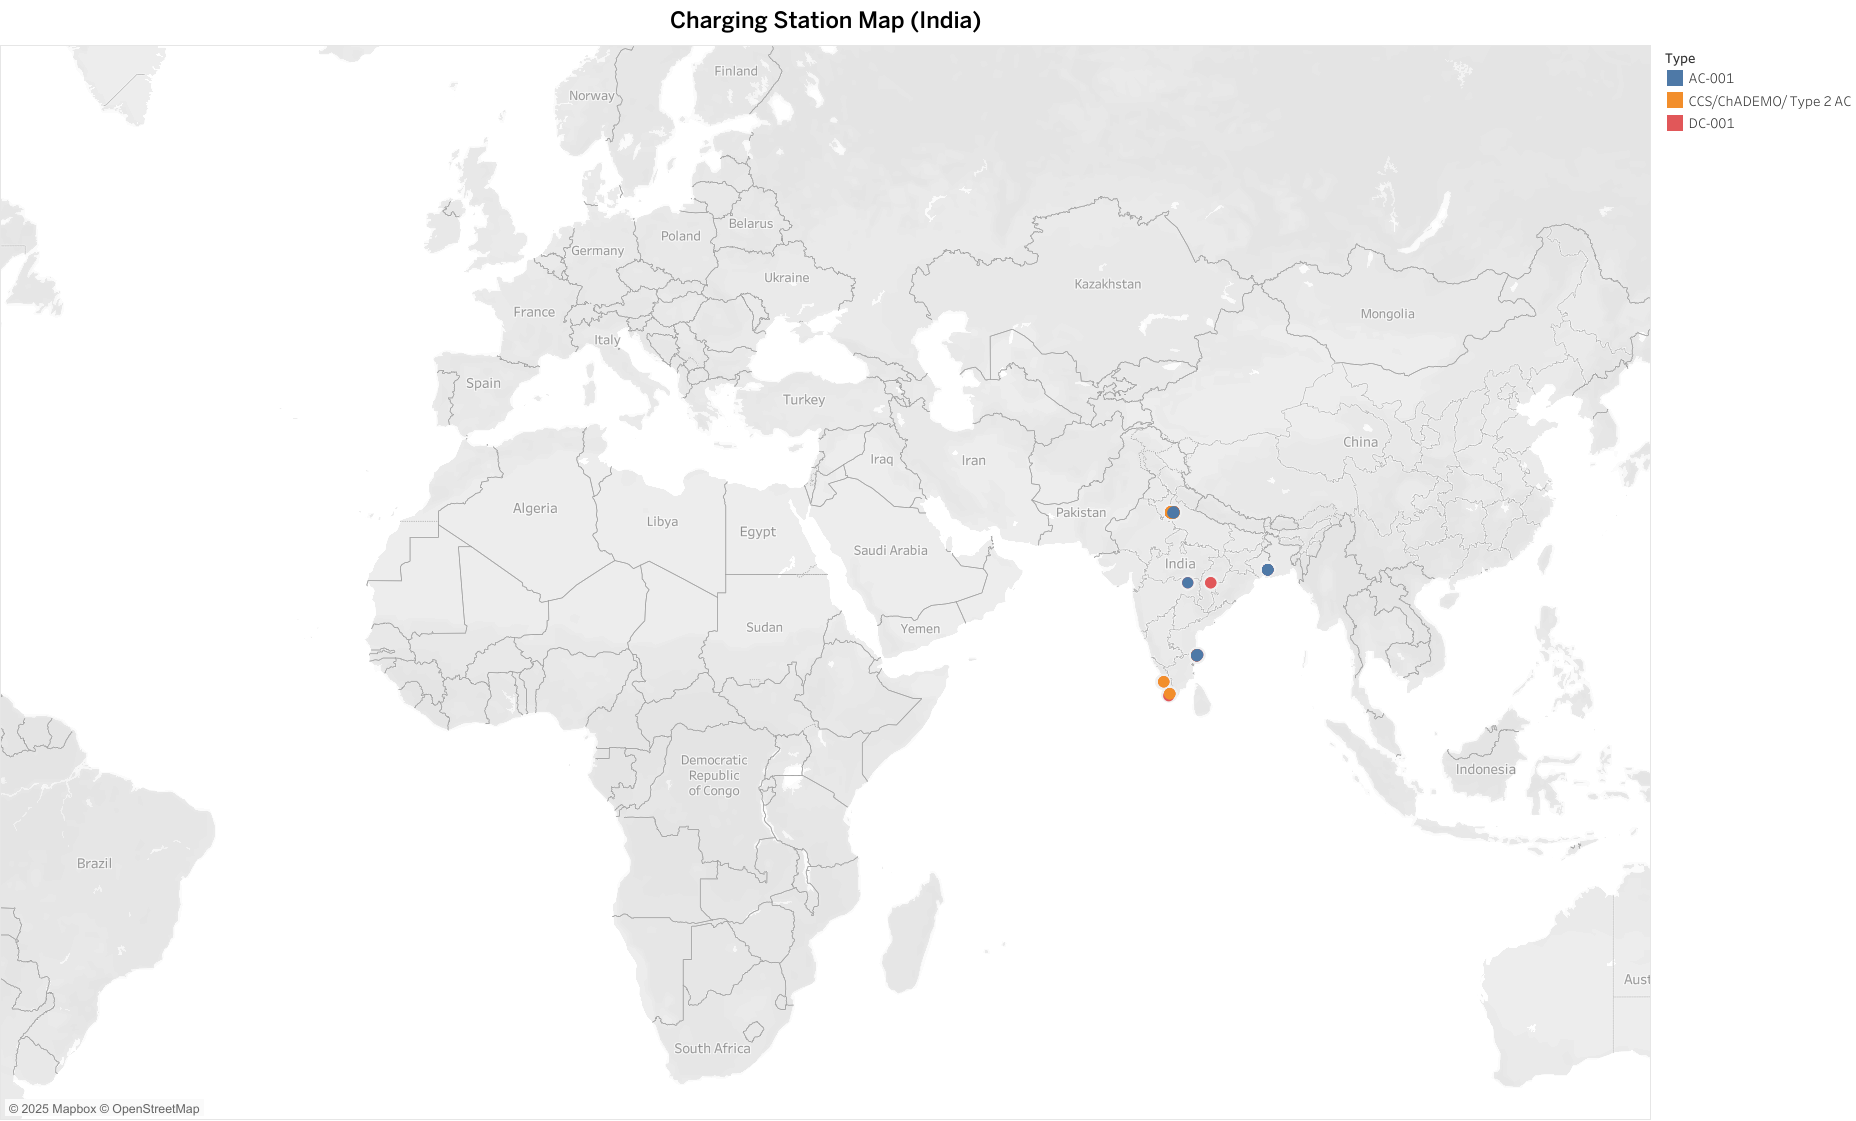 Charging Station Map (India)
Type
AC-001
CCS/ChADEMO/ Type 2 AC
DC-001
Finland
Norway
Belarus
Poland
Germany
Ukraine
Kazakhstan
France
Mongolia
Italy
Spain
Turkey
China
Iraq
Iran
Algeria
Pakistan
Libya
Egypt
Saudi Arabia
India
Sudan
Yemen
Democratic
Republic
of Congo
Indonesia
Brazil
Aust
South Africa
© 2025 Mapbox © OpenStreetMap